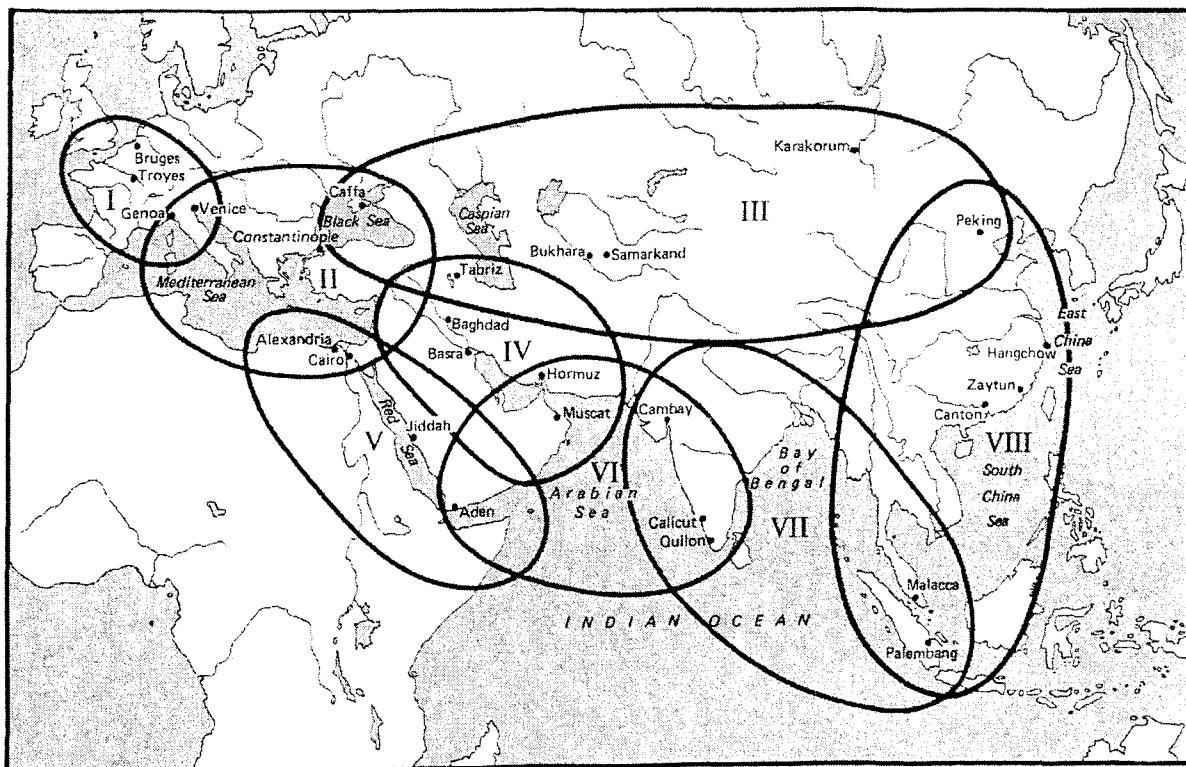 Bruges
Troyes
I
Genoa
Venice
Caffa
Black Sea
Constantinople
II
Mediterranean
Sea
Caspian
Sea
Karakorum
III
Bukhara
Samarkand
Peking
Tabriz
Baghdad
Basra
IV
Hormuz
Muscat
Alexandria
Cairo
V
Red
Sea
Jiddah
Aden
VI
Arabian
Sea
Cambay
Calicut
Quilon
Bay
of
Bengal
VII
East
China
Sea
Hangchow
Zaytun
Canton
VIII
South
China
Sea
Malacca
Palembang
INDIAN OCEAN